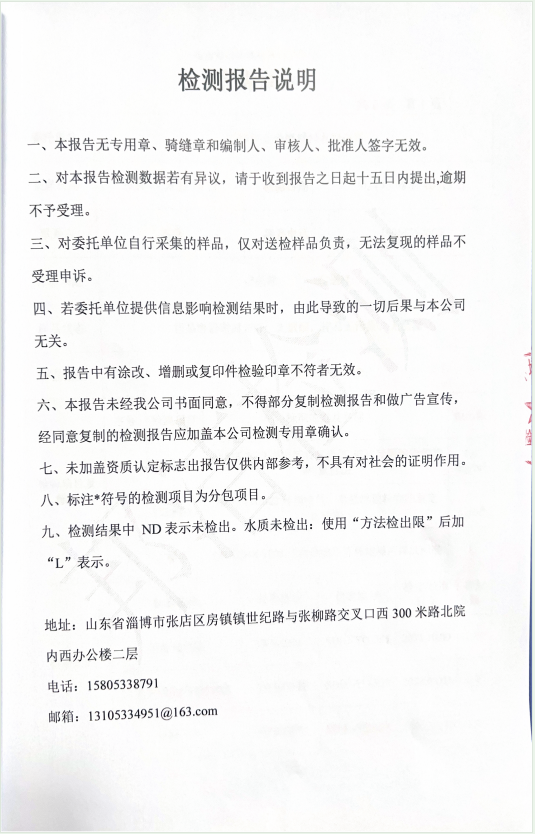 检测报告说明
一、本报告无专用章、骑缝章和编制人、审核人、批准人签字无效。
二、对本报告检测数据若有异议，请于收到报告之日起十五日内提出,逾期
不予受理。
三、对委托单位自行采集的样品，仅对送检样品负责，无法复现的样品不
受理申诉。
四、若委托单位提供信息影响检测结果时，由此导致的一切后果与本公司
无关。
五、报告中有涂改、增删或复印件检验印章不符者无效。
六、本报告未经我公司书面同意，不得部分复制检测报告和做广告宣传，
经同意复制的检测报告应加盖本公司检测专用章确认。
七、未加盖资质认定标志出报告仅供内部参考，不具有对社会的证明作用。
八、标注*符号的检测项目为分包项目。
九、检测结果中 ND 表示未检出。水质未检出：使用“方法检出限”后加
“L”表示。
地址：山东省淄博市张店区房镇镇世纪路与张柳路交叉口西 300 米路北院
内西办公楼二层
电话：15805338791
邮箱：13105334951@163.com